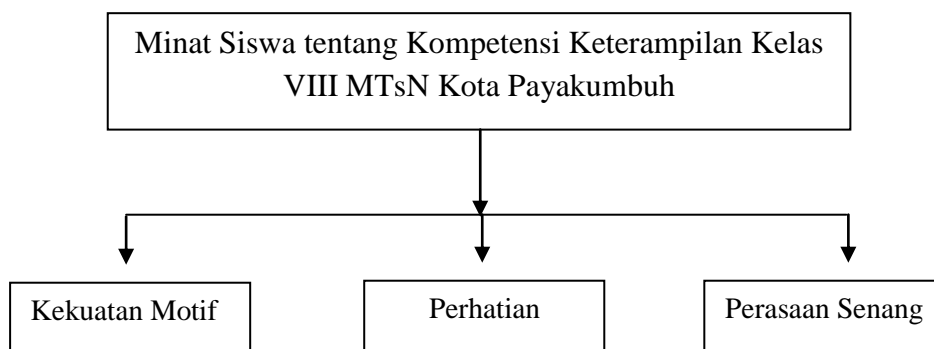 Minat Siswa tentang Kompetensi Keterampilan Kelas
VIII MTsN Kota Payakumbuh
Kekuatan Motif
Perhatian
Perasaan Senang